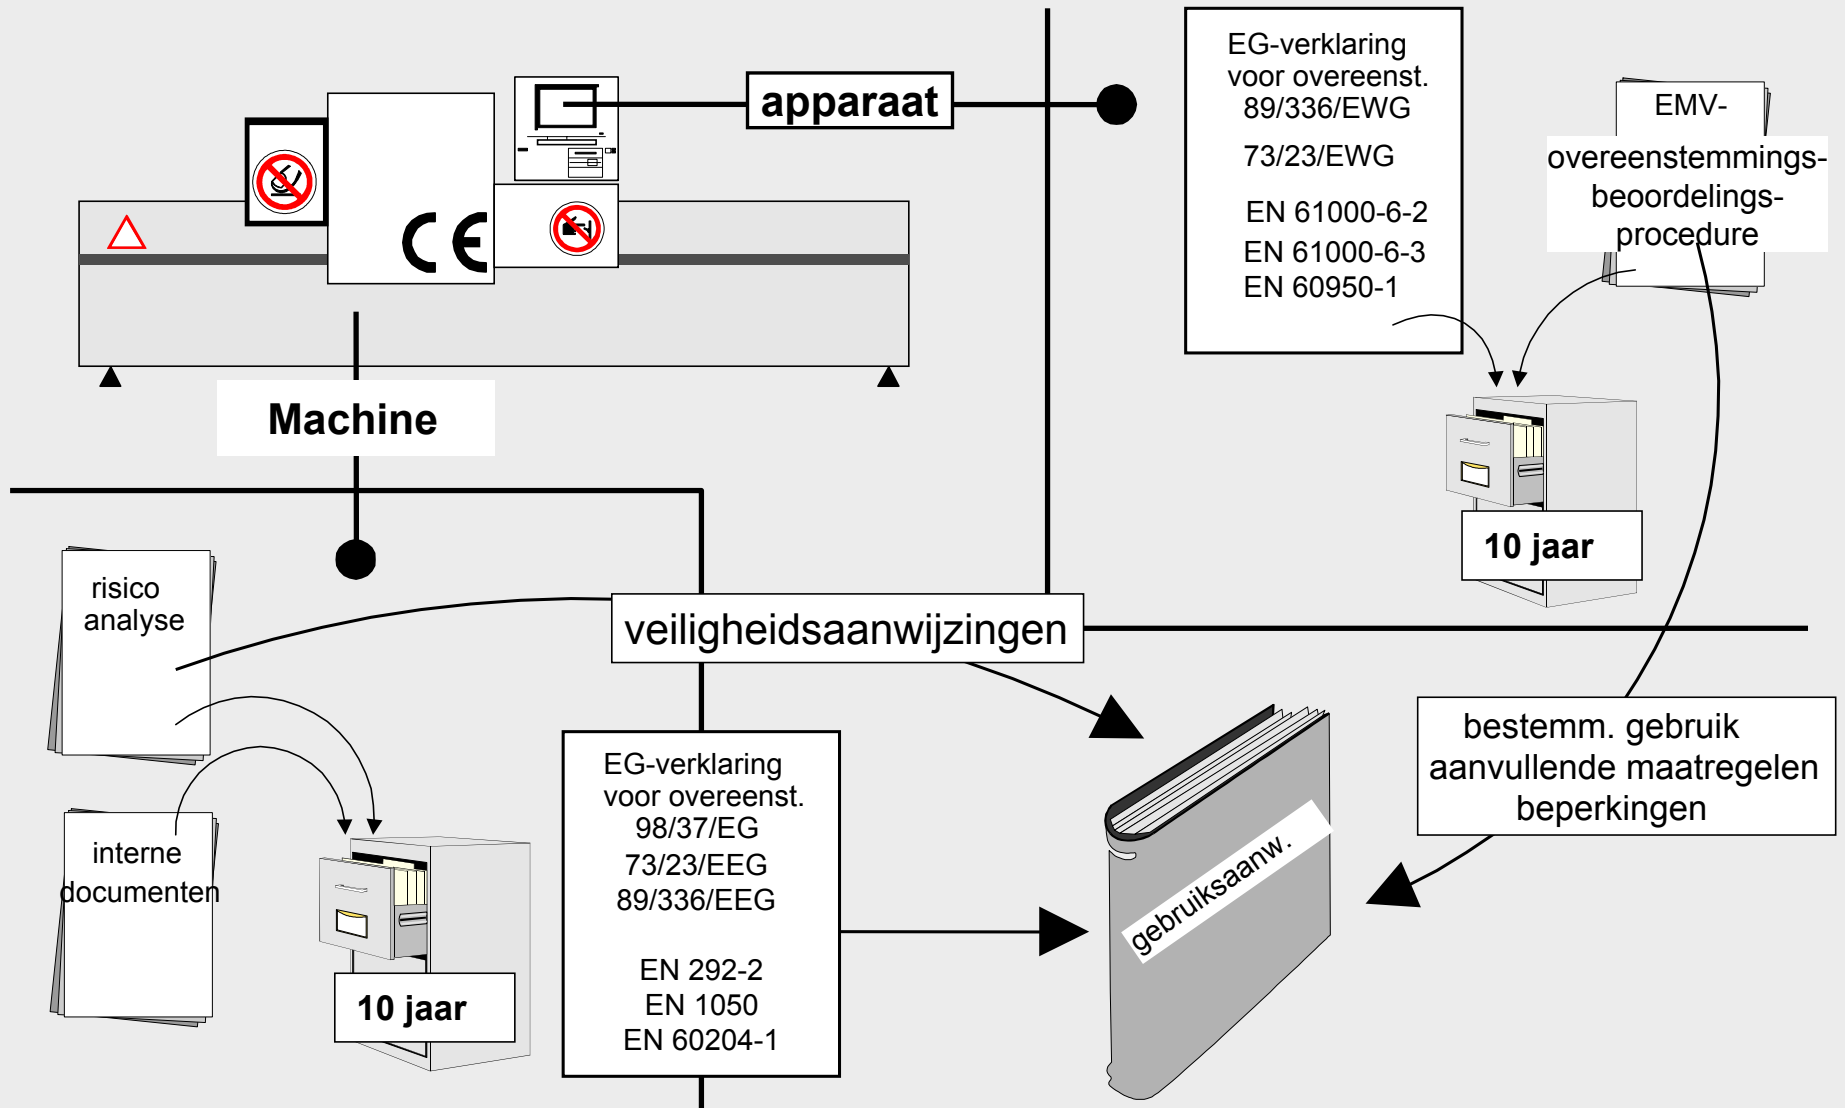 apparaat
CE
Machine
EG-verklaring
voor overeenst.
89/336/EWG
73/23/EWG
EN 61000-6-2
EN 61000-6-3
EN 60950-1
EMV-
overeenstemmings-
beoordelings-
procedure
10 jaar
risico
analyse
interne
documenten
10 jaar
veiligheidsaanwijzingen
EG-verklaring
voor overeenst.
98/37/EG
73/23/EEG
89/336/EEG
EN 292-2
EN 1050
EN 60204-1
gebruiksaanw.
bestemm. gebruik
aanvullende maatregelen
beperkingen